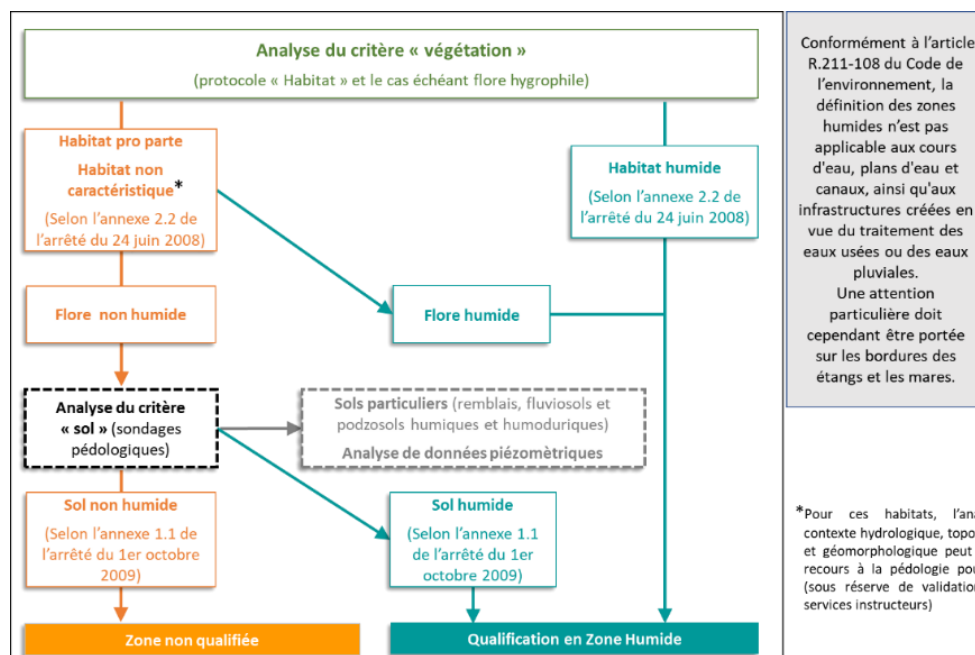 Analyse du critère « végétation »
(protocole « Habitat » et le cas échéant flore hygrophile)
Habitat pro parte
Habitat non
caractéristique*
(Selon l’annexe 2.2 de
l’arrêté du 24 juin 2008)
Habitat humide
(Selon l’annexe 2.2 de
l’arrêté du 24 juin 2008)
Flore non humide
Flore humide
Analyse du critère
« sol » (sondages
pédologiques)
Sols particuliers (remblais, fluviosols et
podzosols humiques et humoduriques)
Analyse de données piézomètriques
Sol non humide
(Selon l’annexe 1.1 de
l’arrêté du 1er octobre
2009)
Sol humide
(Selon l’annexe 1.1
de l’arrêté du 1er
octobre 2009)
Zone non qualifiée
Qualification en Zone Humide
Conformément à l’article
R.211-108 du Code de
l’environnement, la
définition des zones
humides n’est pas
applicable aux cours
d'eau, plans d'eau et
canaux, ainsi qu'aux
infrastructures créées en
vue du traitement des
eaux usées ou des eaux
pluviales.
Une attention
particulière doit
cependant être portée
sur les bordures des
étangs et les mares.
*Pour ces habitats, l’ana
contexte hydrologique, topo
et géomorphologique peut
recours à la pédologie pou
(sous réserve de validation
services instructeurs)